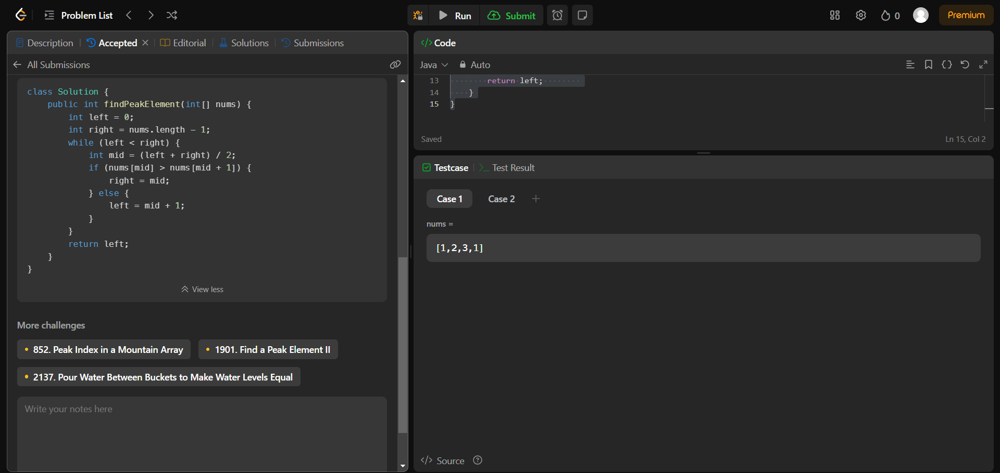 Problem List
Run
Submit
0
Premium
Description
Accepted
Editorial
Solutions
Submissions
All Submissions
class Solution {
    public int findPeakElement(int[] nums) {
        int left = 0;
        int right = nums.length - 1;
        while (left < right) {
            int mid = (left + right) / 2;
            if (nums[mid] > nums[mid + 1]) {
                right = mid;
            } else {
                left = mid + 1;
            }
        }
        return left;
    }
}
View less
More challenges
852. Peak Index in a Mountain Array
1901. Find a Peak Element II
2137. Pour Water Between Buckets to Make Water Levels Equal
Write your notes here
</> Code
Java
Auto
13         return left;
14     }
15 }
Saved
Ln 15, Col 2
Testcase
Test Result
Case 1
Case 2
nums =
[1,2,3,1]
</> Source